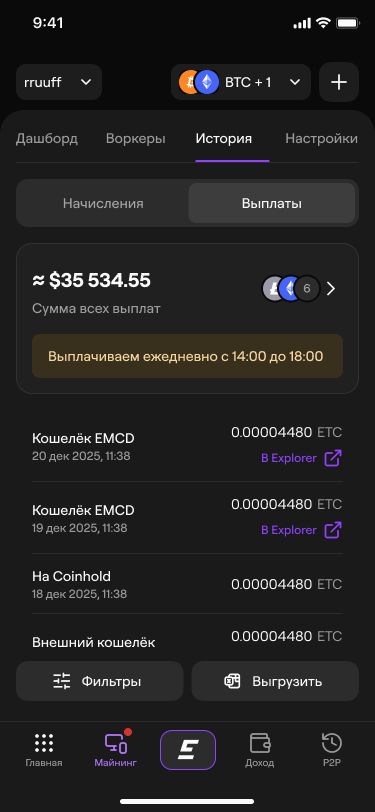 9:41
rruuff
BTC + 1
Дашборд Воркеры История Настройки
Начисления Выплаты
≈ $35 534.55
6
Сумма всех выплат
Выплачиваем ежедневно с 14:00 до 18:00
Кошелёк EMCD 0.00004480 ETC
20 дек 2025, 11:38 В Explorer
Кошелёк EMCD 0.00004480 ETC
19 дек 2025, 11:38 В Explorer
На Coinhold 0.00004480 ETC
18 дек 2025, 11:38
Внешний кошелёк 0.00004480 ETC
Фильтры Выгрузить
Главная Майнинг Доход P2P